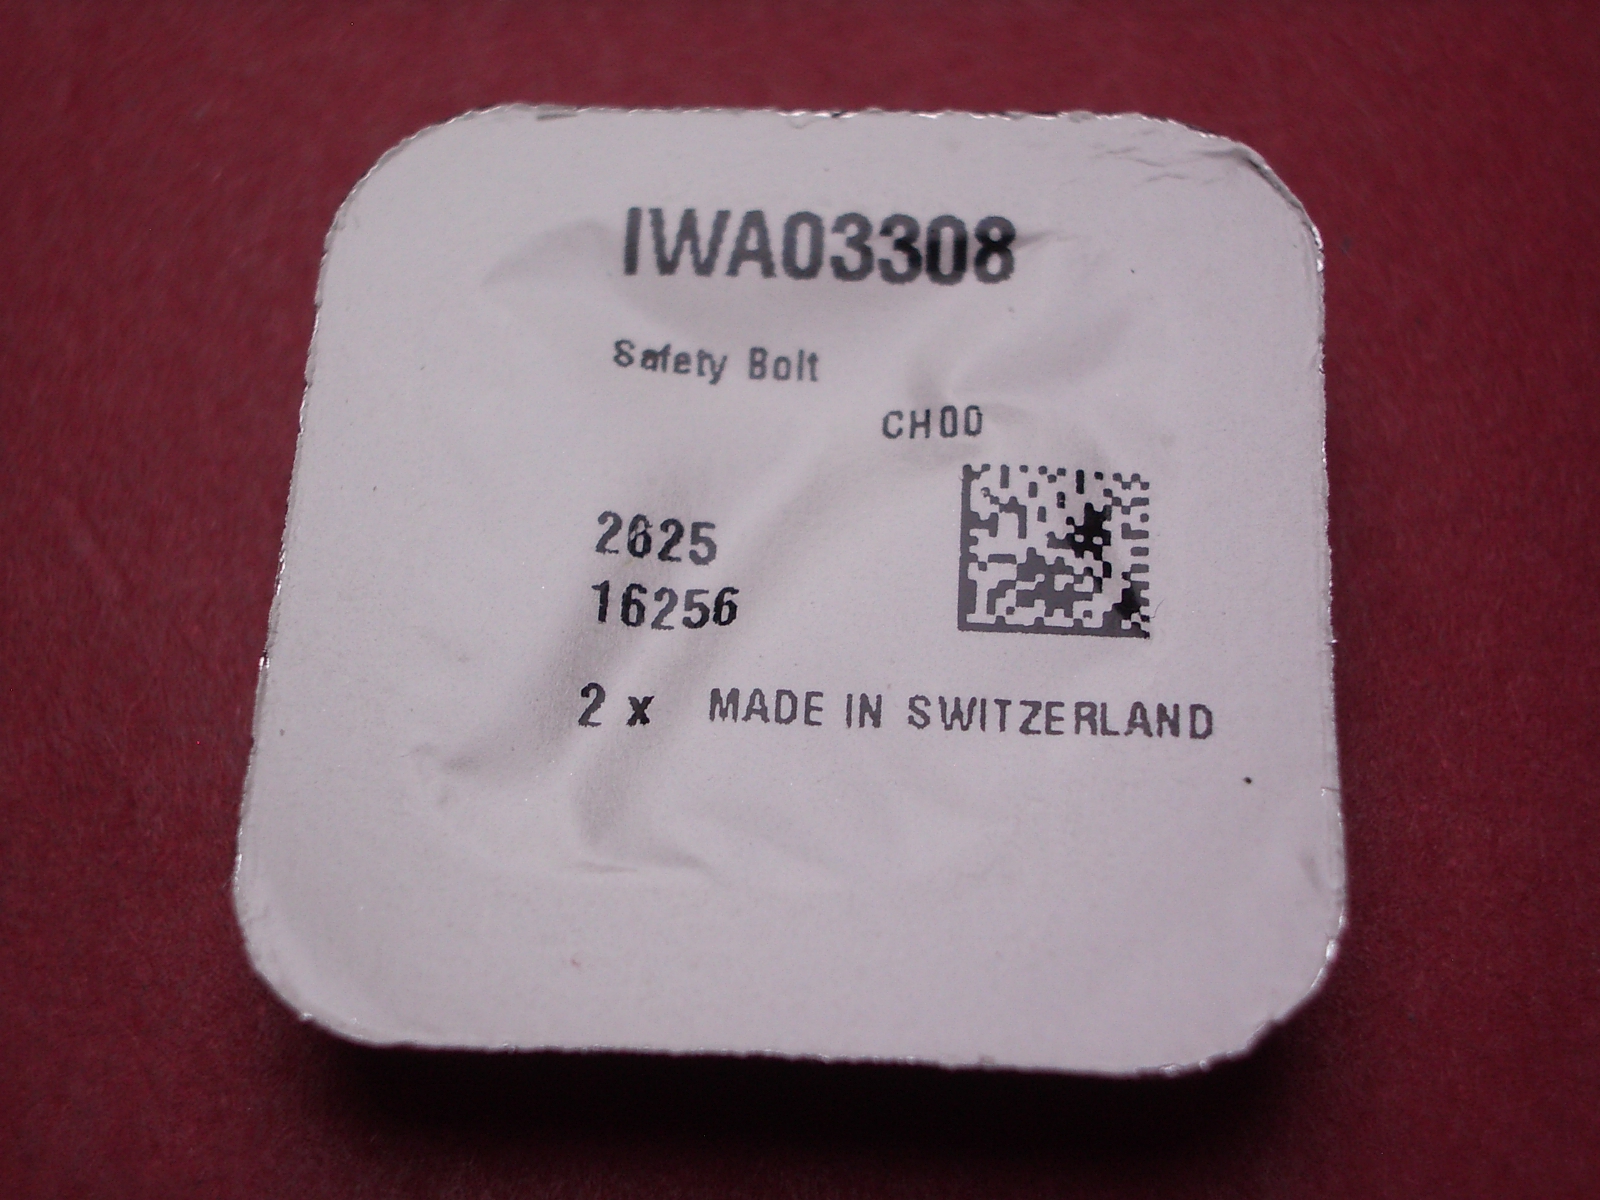 IWA03308
Safety Bolt
CH00
2625
16256
2 x MADE IN SWITZERLAND